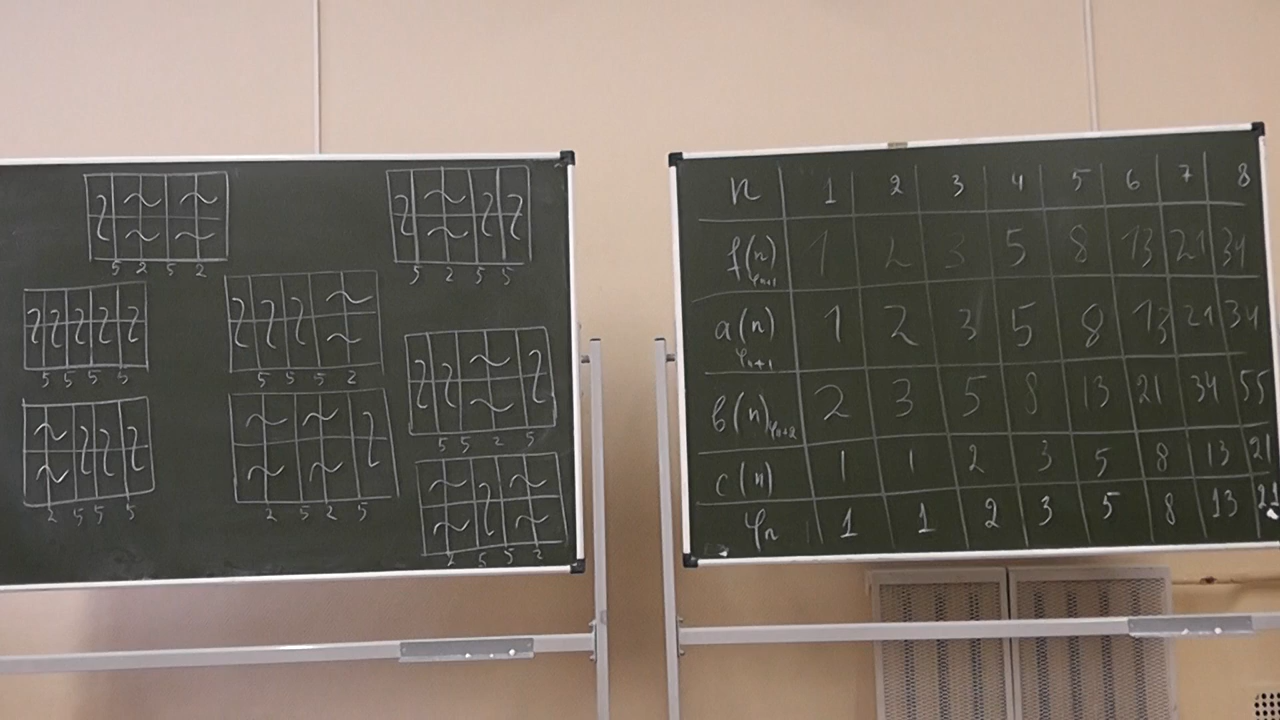 5 2 5 2
5 2 5 5
5 5 5 5
5 5 5 2
5 5 2 5
2 5 5 5
2 5 2 5
2 5 5 2
n 1 2 3 4 5 6 7 8
f(n) φn+1 1 2 3 5 8 13 21 34
a(n) φn+1 1 2 3 5 8 13 21 34
b(n) φn+2 2 3 5 8 13 21 34 55
c(n) 1 1 2 3 5 8 13 21
φn 1 1 2 3 5 8 13 21